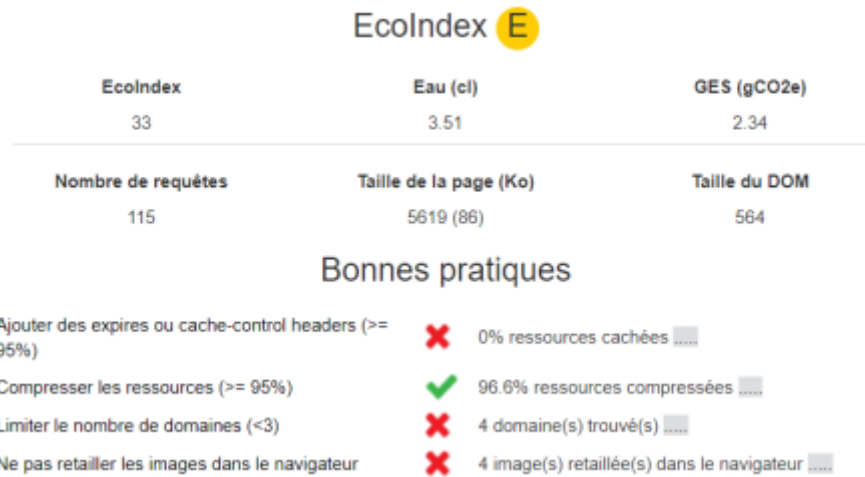 EcoIndex E
EcoIndex Eau (cl) GES (gCO2e)
33 3.51 2.34
Nombre de requêtes Taille de la page (Ko) Taille du DOM
115 5619 (86) 564
Bonnes pratiques
Ajouter des expires ou cache-control headers (>=
95%)
0% ressources cachées .....
Compresser les ressources (>= 95%) 96.6% ressources compressées .....
Limiter le nombre de domaines (<3) 4 domaine(s) trouvé(s) .....
Ne pas retailler les images dans le navigateur 4 image(s) retaillée(s) dans le navigateur .....